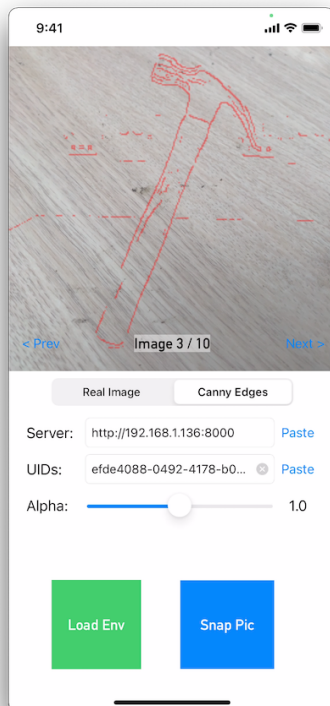 9:41
< Prev
Image 3 / 10
Next >
Real Image
Canny Edges
Server: http://192.168.1.136:8000 Paste
UIDs: efde4088-0492-4178-b0... Paste
Alpha: 1.0
Load Env
Snap Pic